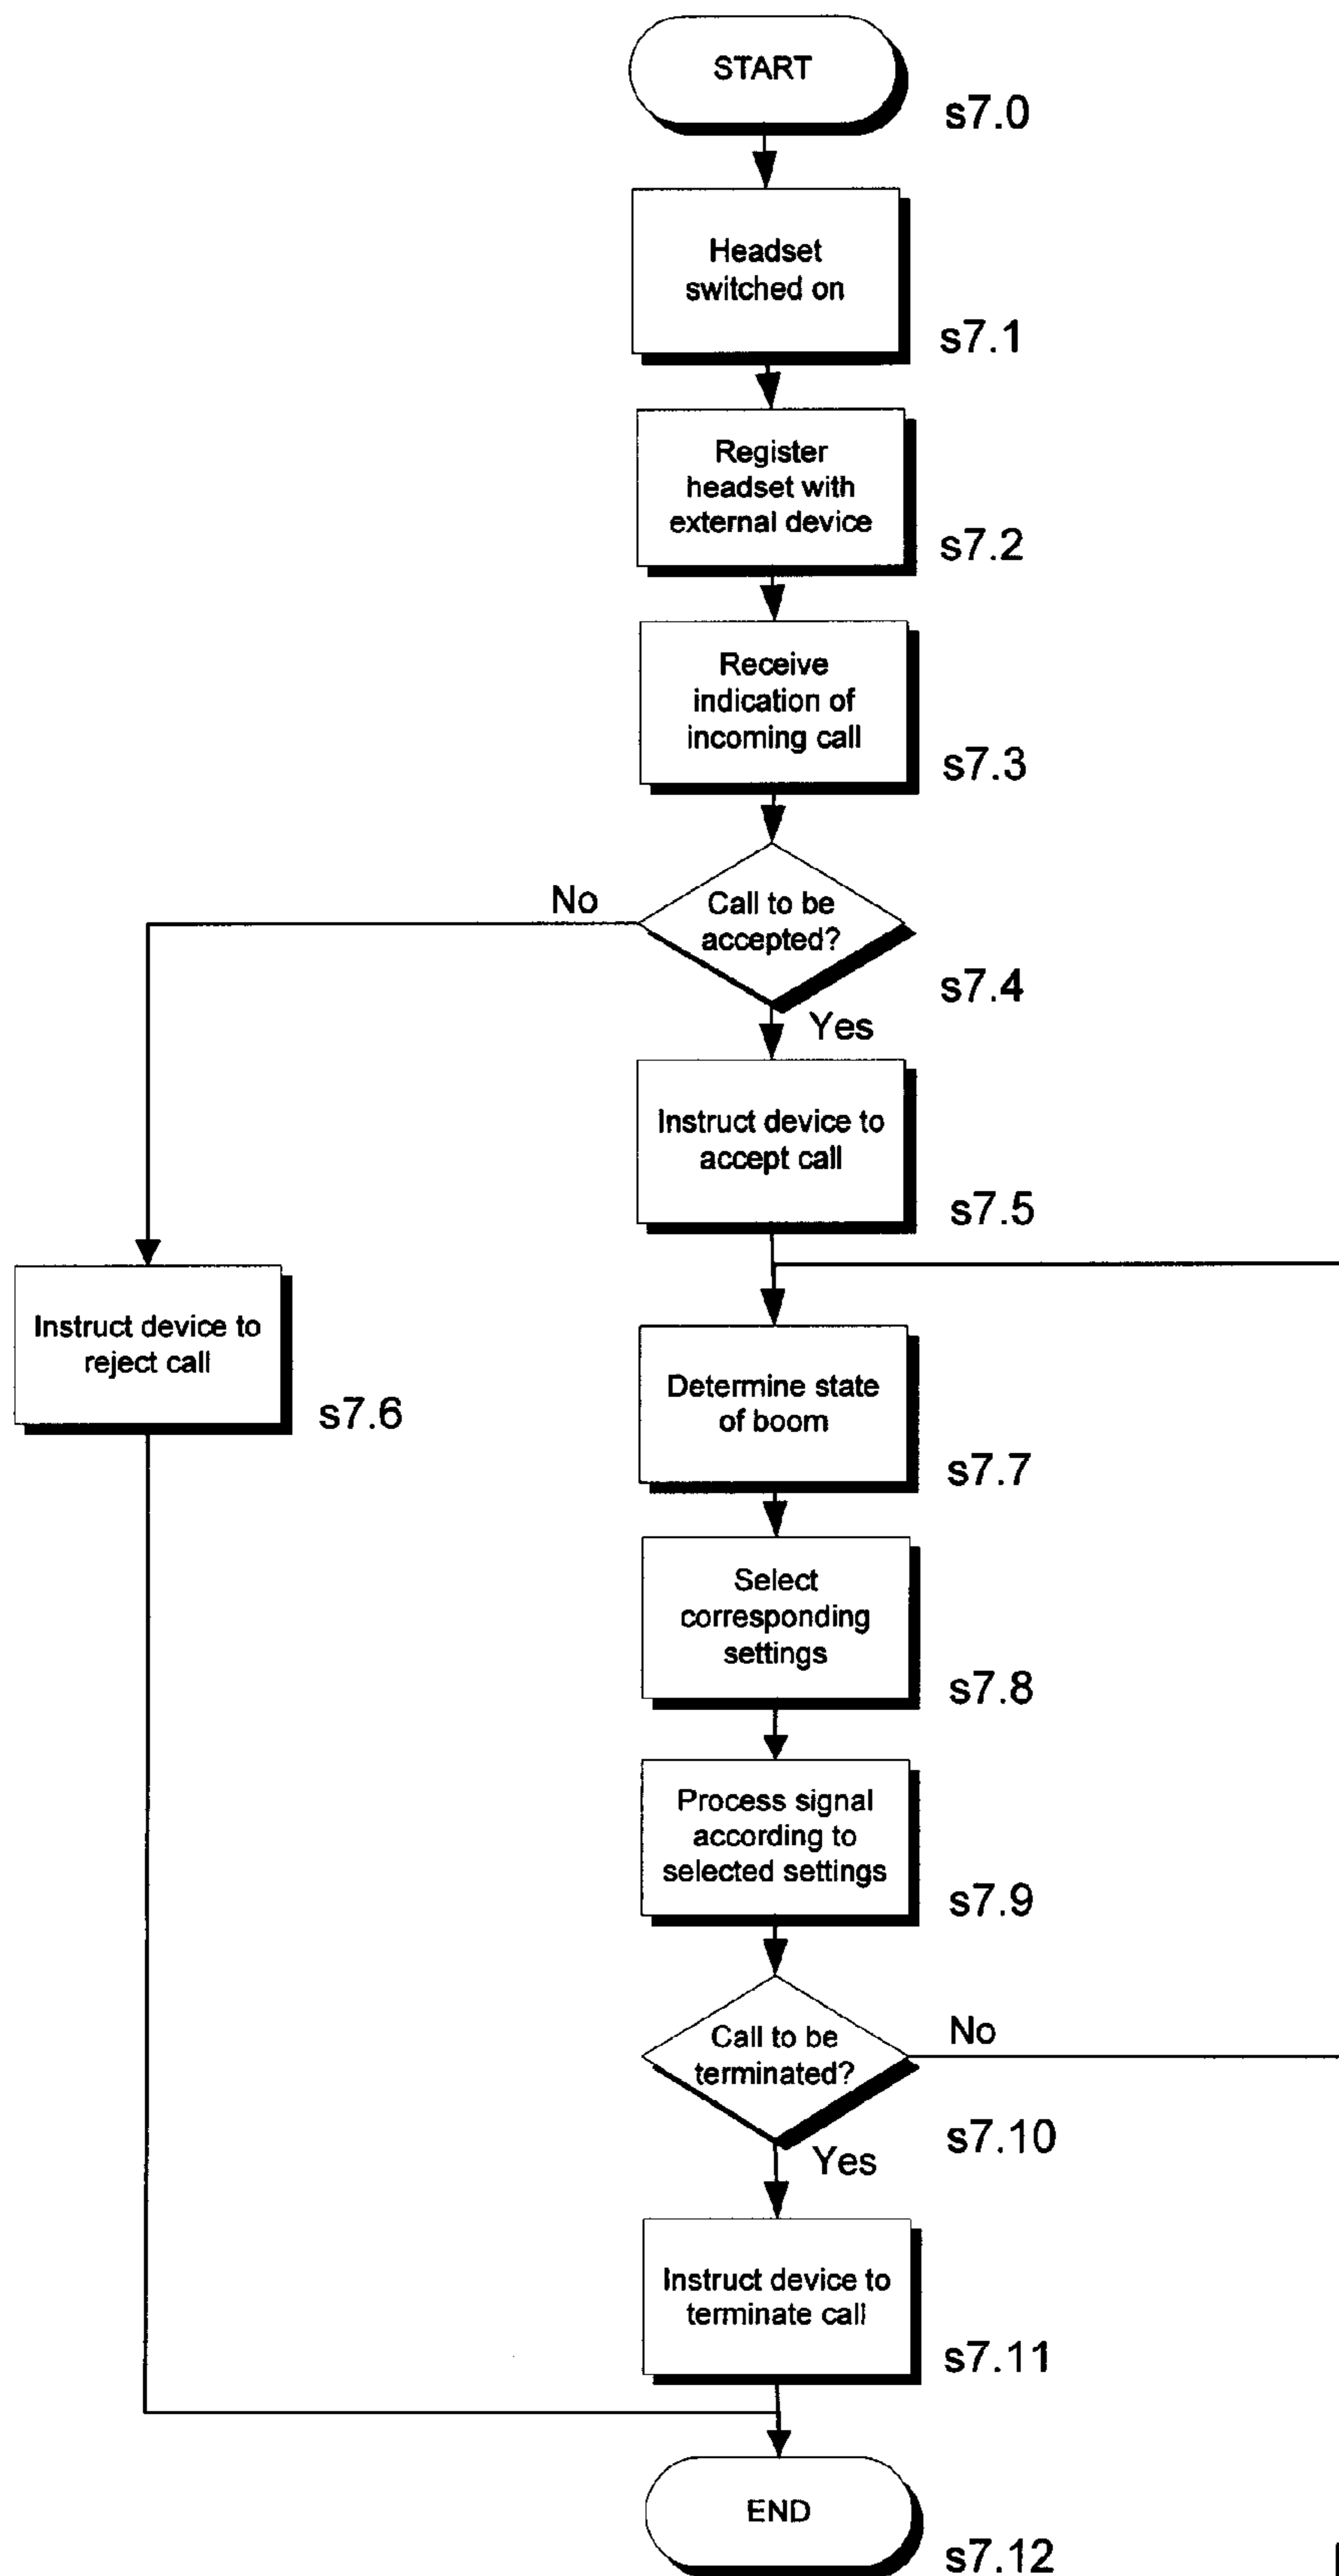 START
s7.0
Headset
switched on
s7.1
Register
headset with
external device
s7.2
Receive
indication of
incoming call
s7.3
Call to be
accepted?
No
s7.4
Yes
Instruct device to
accept call
s7.5
Instruct device to
reject call
s7.6
Determine state
of boom
s7.7
Select
corresponding
settings
s7.8
Process signal
according to
selected settings
s7.9
Call to be
terminated?
No
s7.10
Yes
Instruct device to
terminate call
s7.11
END
s7.12